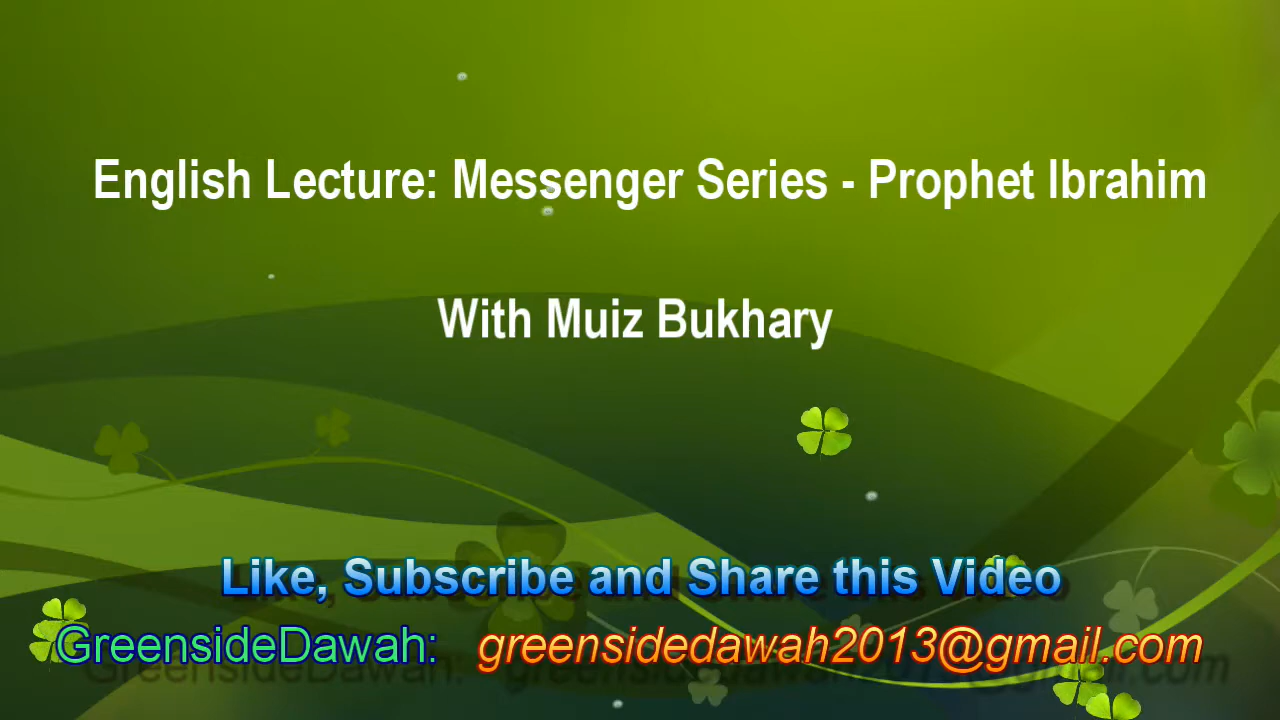 English Lecture: Messenger Series - Prophet Ibrahim
With Muiz Bukhary
Like, Subscribe and Share this Video
GreensideDawah: greensidedawah2013@gmail.com